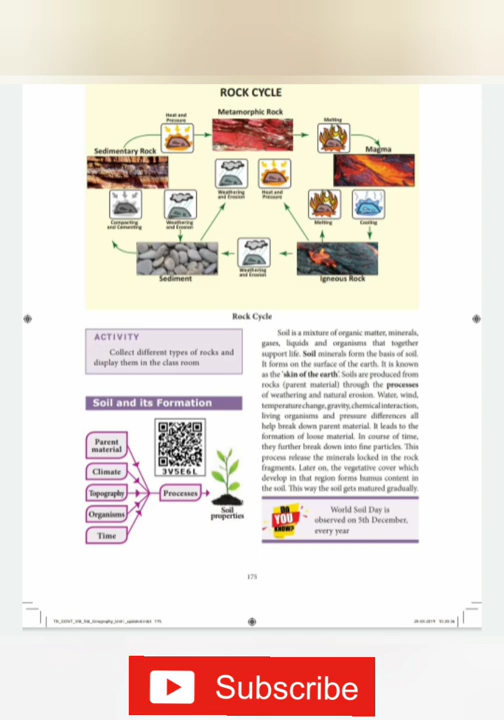 ROCK CYCLE
Heat and
Pressure
Metamorphic Rock
Melting
Sedimentary Rock
Magma
Weathering
and Erosion
Heat and
Pressure
Compacting
and Cementing
Weathering
and Erosion
Melting
Cooling
Sediment
Weathering
and Erosion
Igneous Rock
Rock Cycle
ACTIVITY
Collect different types of rocks and
display them in the class room
Soil and its Formation
3V5E6L
Parent
material
Climate
Topography
Organisms
Time
Processes
Soil
properties
Soil is a mixture of organic matter, minerals,
gases, liquids and organisms that together
support life. Soil minerals form the basis of soil.
It forms on the surface of the earth. It is known
as the 'skin of the earth'. Soils are produced from
rocks (parent material) through the processes
of weathering and natural erosion. Water, wind,
temperature change, gravity, chemical interaction,
living organisms and pressure differences all
help break down parent material. It leads to the
formation of loose material. In course of time,
they further break down into fine particles. This
process release the minerals locked in the rock
fragments. Later on, the vegetative cover which
develop in that region forms humus content in
the soil. This way the soil gets matured gradually.
DO
YOU
KNOW?
World Soil Day is
observed on 5th December,
every year
175
Subscribe